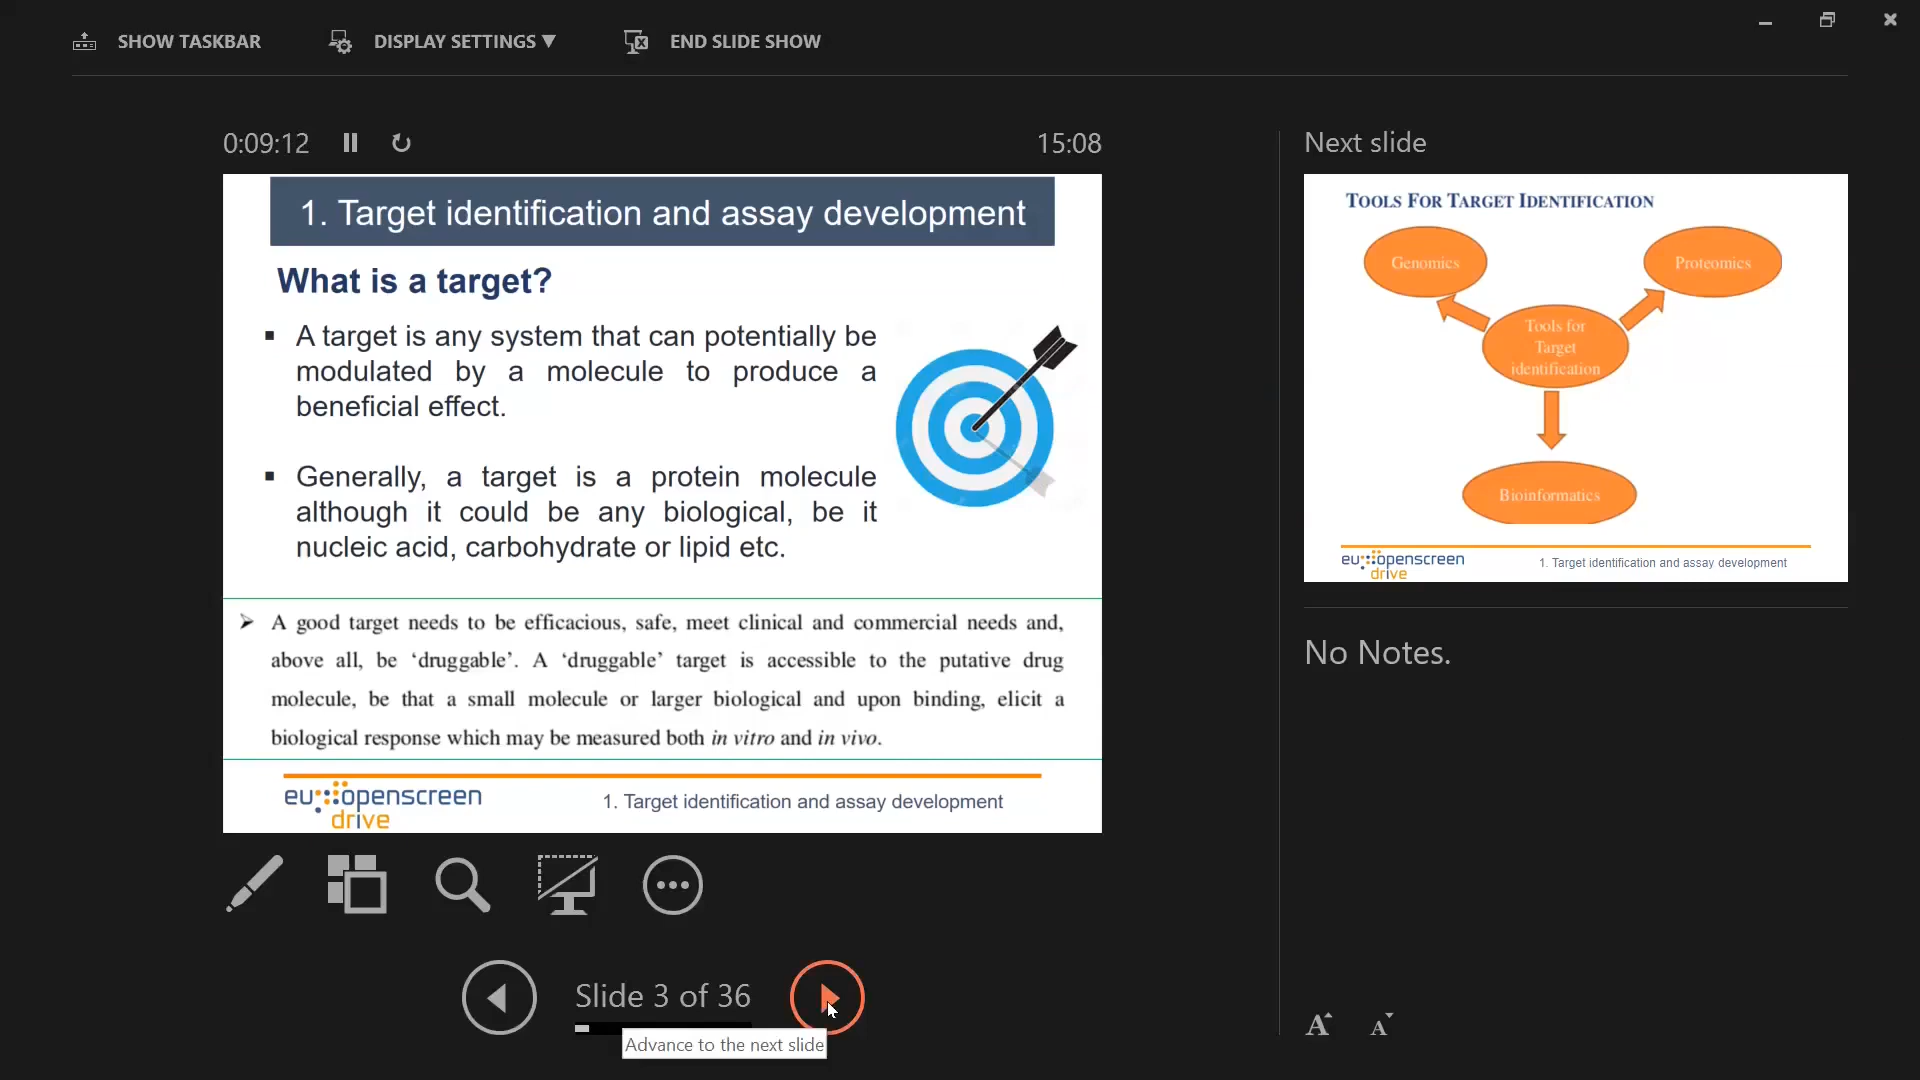 SHOW TASKBAR
DISPLAY SETTINGS ▼
END SLIDE SHOW
0:09:12
15:08
1. Target identification and assay development
What is a target?
▪ A target is any system that can potentially be
modulated by a molecule to produce a
beneficial effect.
▪ Generally, a target is a protein molecule
although it could be any biological, be it
nucleic acid, carbohydrate or lipid etc.
➢ A good target needs to be efficacious, safe, meet clinical and commercial needs and,
above all, be ‘druggable’. A ‘druggable’ target is accessible to the putative drug
molecule, be that a small molecule or larger biological and upon binding, elicit a
biological response which may be measured both in vitro and in vivo.
eu openscreen
drive
1. Target identification and assay development
Slide 3 of 36
Advance to the next slide
Next slide
TOOLS FOR TARGET IDENTIFICATION
Genomics
Proteomics
Tools for
Target
identification
Bioinformatics
eu openscreen
drive
1. Target identification and assay development
No Notes.
A A